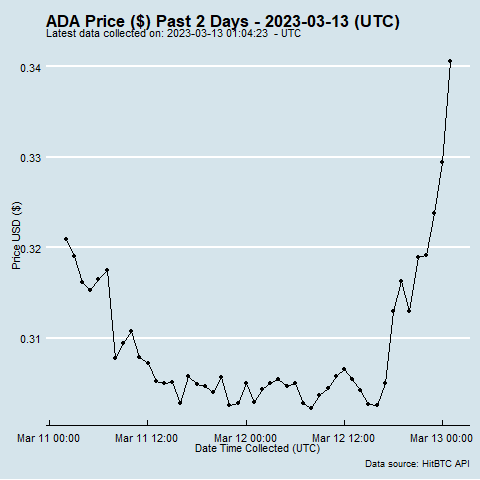 ADA Price ($) Past 2 Days - 2023-03-13 (UTC)
Latest data collected on: 2023-03-13 01:04:23 - UTC
0.34
0.33
0.32
0.31
Price USD ($)
Mar 11 00:00 Mar 11 12:00 Mar 12 00:00 Mar 12 12:00 Mar 13 00:00
Date Time Collected (UTC)
Data source: HitBTC API